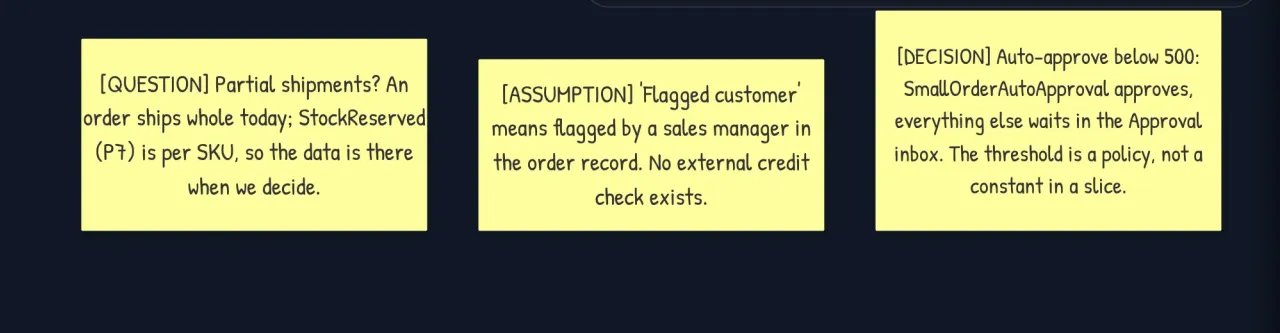 [QUESTION] Partial shipments? An
order ships whole today; StockReserved
(P7) is per SKU, so the data is there
when we decide.
[ASSUMPTION] 'Flagged customer'
means flagged by a sales manager in
the order record. No external credit
check exists.
[DECISION] Auto-approve below 500:
SmallOrderAutoApproval approves,
everything else waits in the Approval
inbox. The threshold is a policy, not a
constant in a slice.